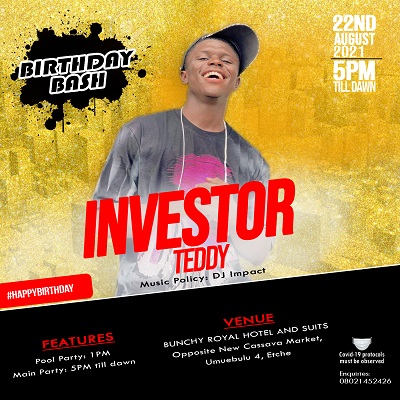 BIRTHDAY
BASH
22ND
AUGUST
2021
5PM
TILL DAWN
INVESTOR
TEDDY
Music Policy: DJ Impact
#HAPPYBIRTHDAY
FEATURES
Pool Party: 1PM
Main Party: 5PM till dawn
VENUE
BUNCHY ROYAL HOTEL AND SUITS
Opposite New Cassava Market,
Umuebulu 4, Etche
Covid-19 protocols
must be observed
Enquiries:
08021452426